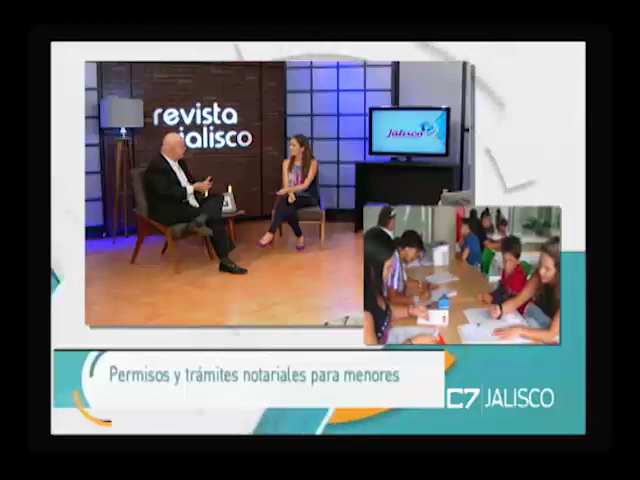 revista
jalisco
Jalisco
Permisos y trámites notariales para menores
C7 JALISCO